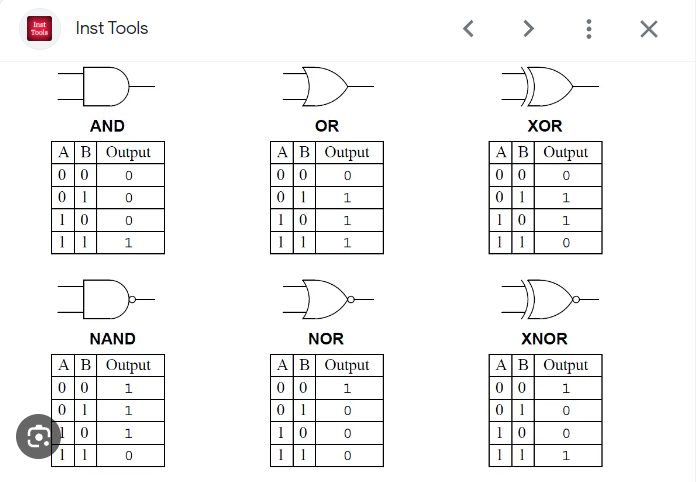 Inst
Tools
Inst Tools
AND OR XOR
A B Output A B Output A B Output
0 0 0 0 0 0 0 0 0
0 1 0 0 1 1 0 1 1
1 0 0 1 0 1 1 0 1
1 1 1 1 1 1 1 1 0
NAND NOR XNOR
A B Output A B Output A B Output
0 0 1 0 0 1 0 0 1
0 1 1 0 1 0 0 1 0
1 0 1 1 0 0 1 0 0
1 1 0 1 1 0 1 1 1